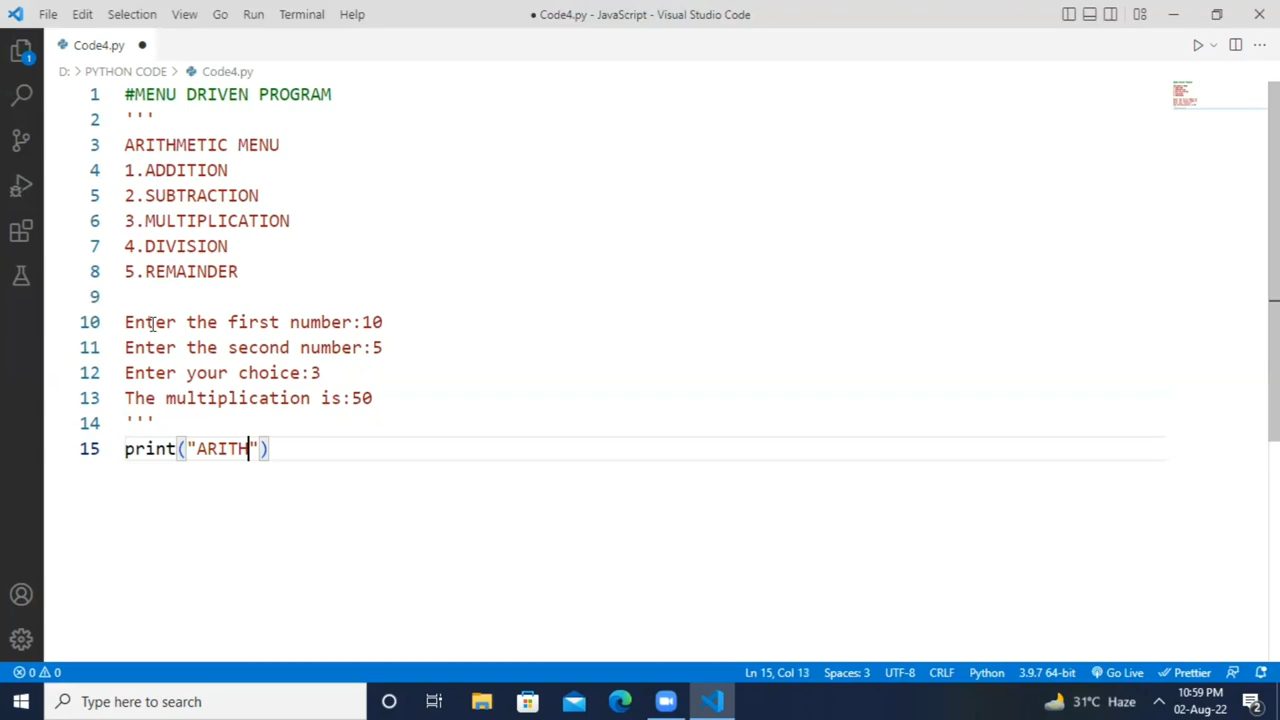 File Edit Selection View Go Run Terminal Help ● Code4.py - JavaScript - Visual Studio Code
Code4.py ●
D: > PYTHON CODE > Code4.py
1 #MENU DRIVEN PROGRAM
2 '''
3 ARITHMETIC MENU
4 1.ADDITION
5 2.SUBTRACTION
6 3.MULTIPLICATION
7 4.DIVISION
8 5.REMAINDER
9
10 Enter the first number:10
11 Enter the second number:5
12 Enter your choice:3
13 The multiplication is:50
14 '''
15 print("ARITH")
1
0 0 Ln 15, Col 13 Spaces: 3 UTF-8 CRLF Python 3.9.7 64-bit Go Live Prettier
Type here to search 31°C Haze 10:59 PM
02-Aug-22 2